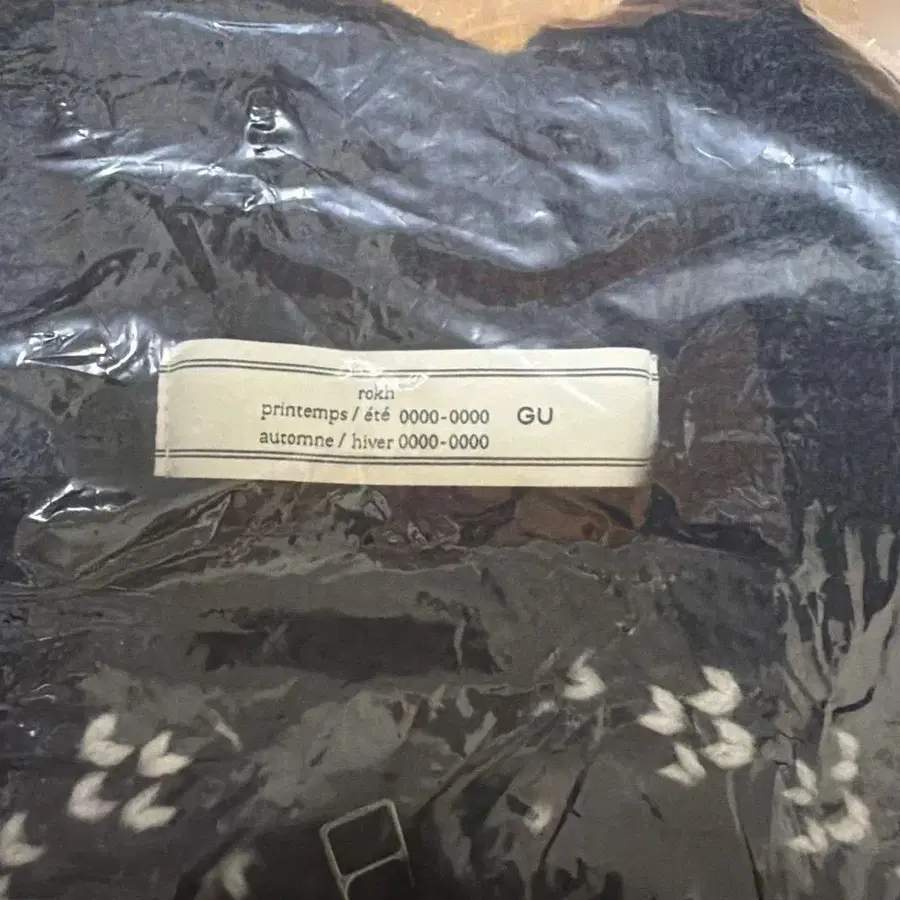 rokh
printemps / été 0000-0000 GU
automne / hiver 0000-0000